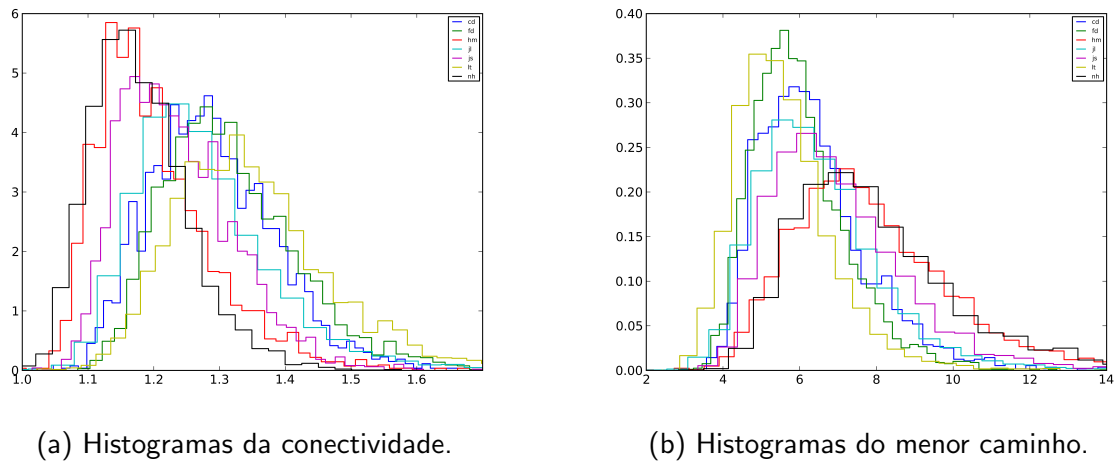 6
5
4
3
2
1
0
1.0 1.1 1.2 1.3 1.4 1.5 1.6
cd
fd
hm
jl
js
lt
nh
(a) Histogramas da conectividade.
0.40
0.35
0.30
0.25
0.20
0.15
0.10
0.05
0.00
2 4 6 8 10 12 14
cd
fd
hm
jl
js
lt
nh
(b) Histogramas do menor caminho.